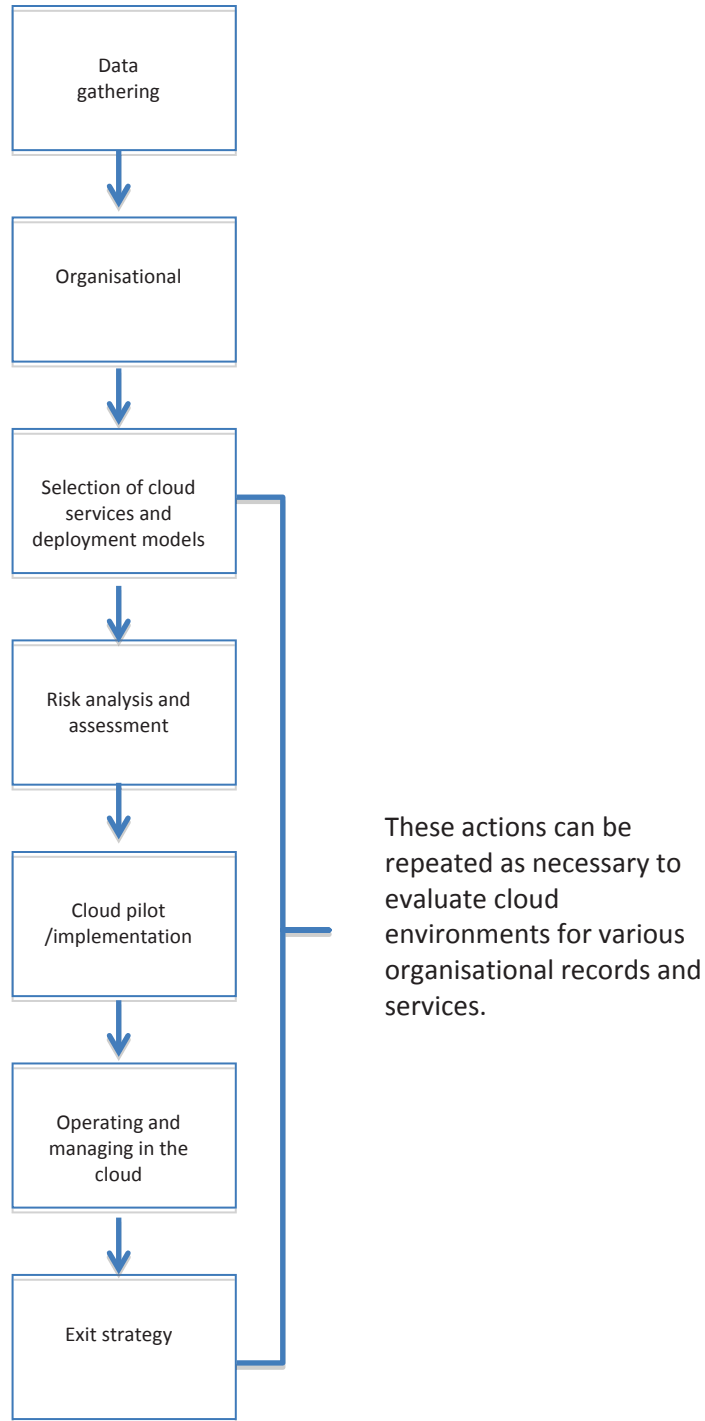 Data
gathering
Organisational
Selection of cloud
services and
deployment models
Risk analysis and
assessment
Cloud pilot
/implementation
Operating and
managing in the
cloud
Exit strategy
These actions can be
repeated as necessary to
evaluate cloud
environments for various
organisational records and
services.